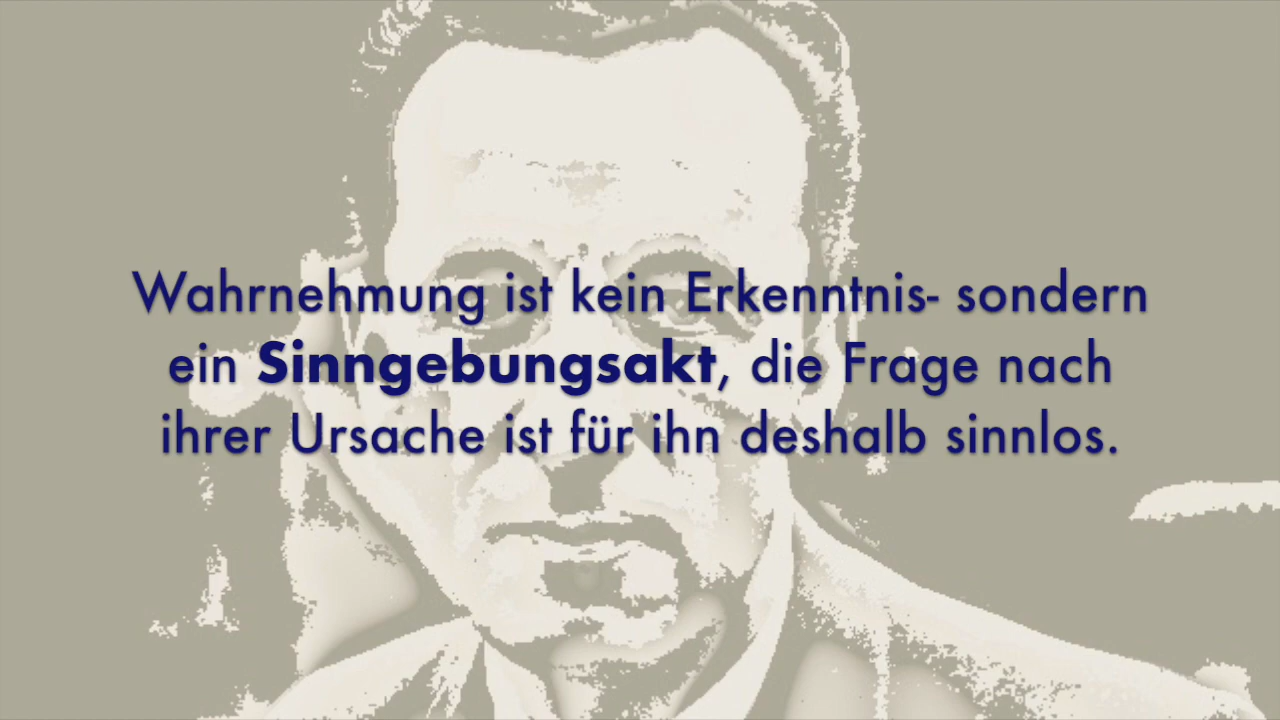 Wahrnehmung ist kein Erkenntnis- sondern
ein Sinngebungsakt, die Frage nach
ihrer Ursache ist für ihn deshalb sinnlos.